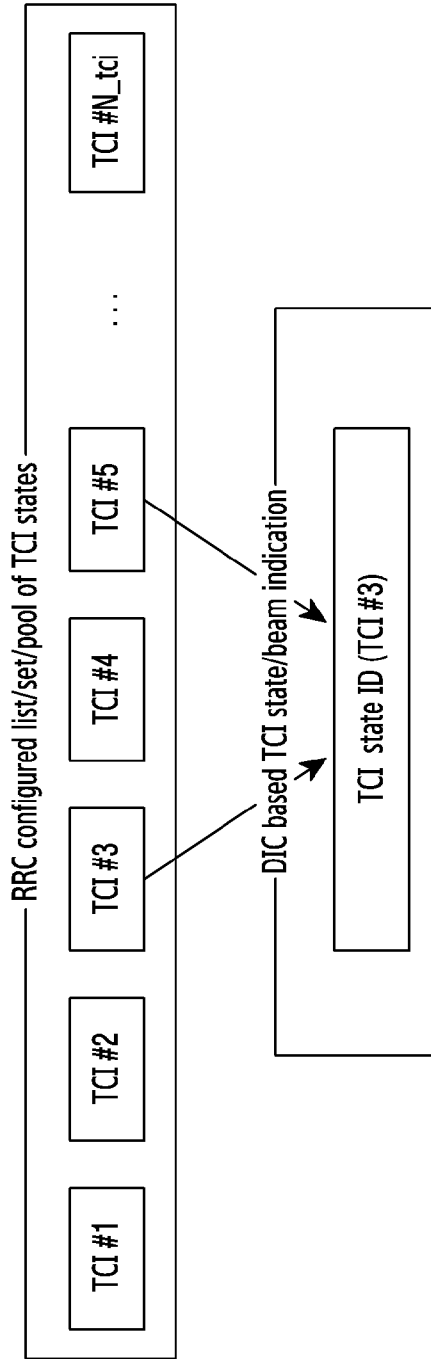 RRC configured list/set/pool of TCI states
TCI #1
TCI #2
TCI #3
TCI #4
TCI #5
...
TCI #N_tci
DIC based TCI state/beam indication
TCI state ID (TCI #3)